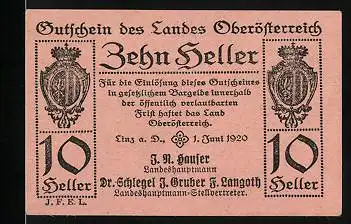 Gutschein des Landes Oberösterreich
Zehn Heller
Für die Einlösung dieses Gutscheines
in gesetzlichem Bargelde innerhalb
der öffentlich verlautbarten
Frist haftet das Land
Oberösterreich.
Linz a. D., 1. Juni 1920
J. N. Hauser
Landeshauptmann
Dr. Schlegel J. Gruber F. Langoth
Landeshauptmann-Stellvertreter.
10
Heller
10
Heller
J. F. E. L.